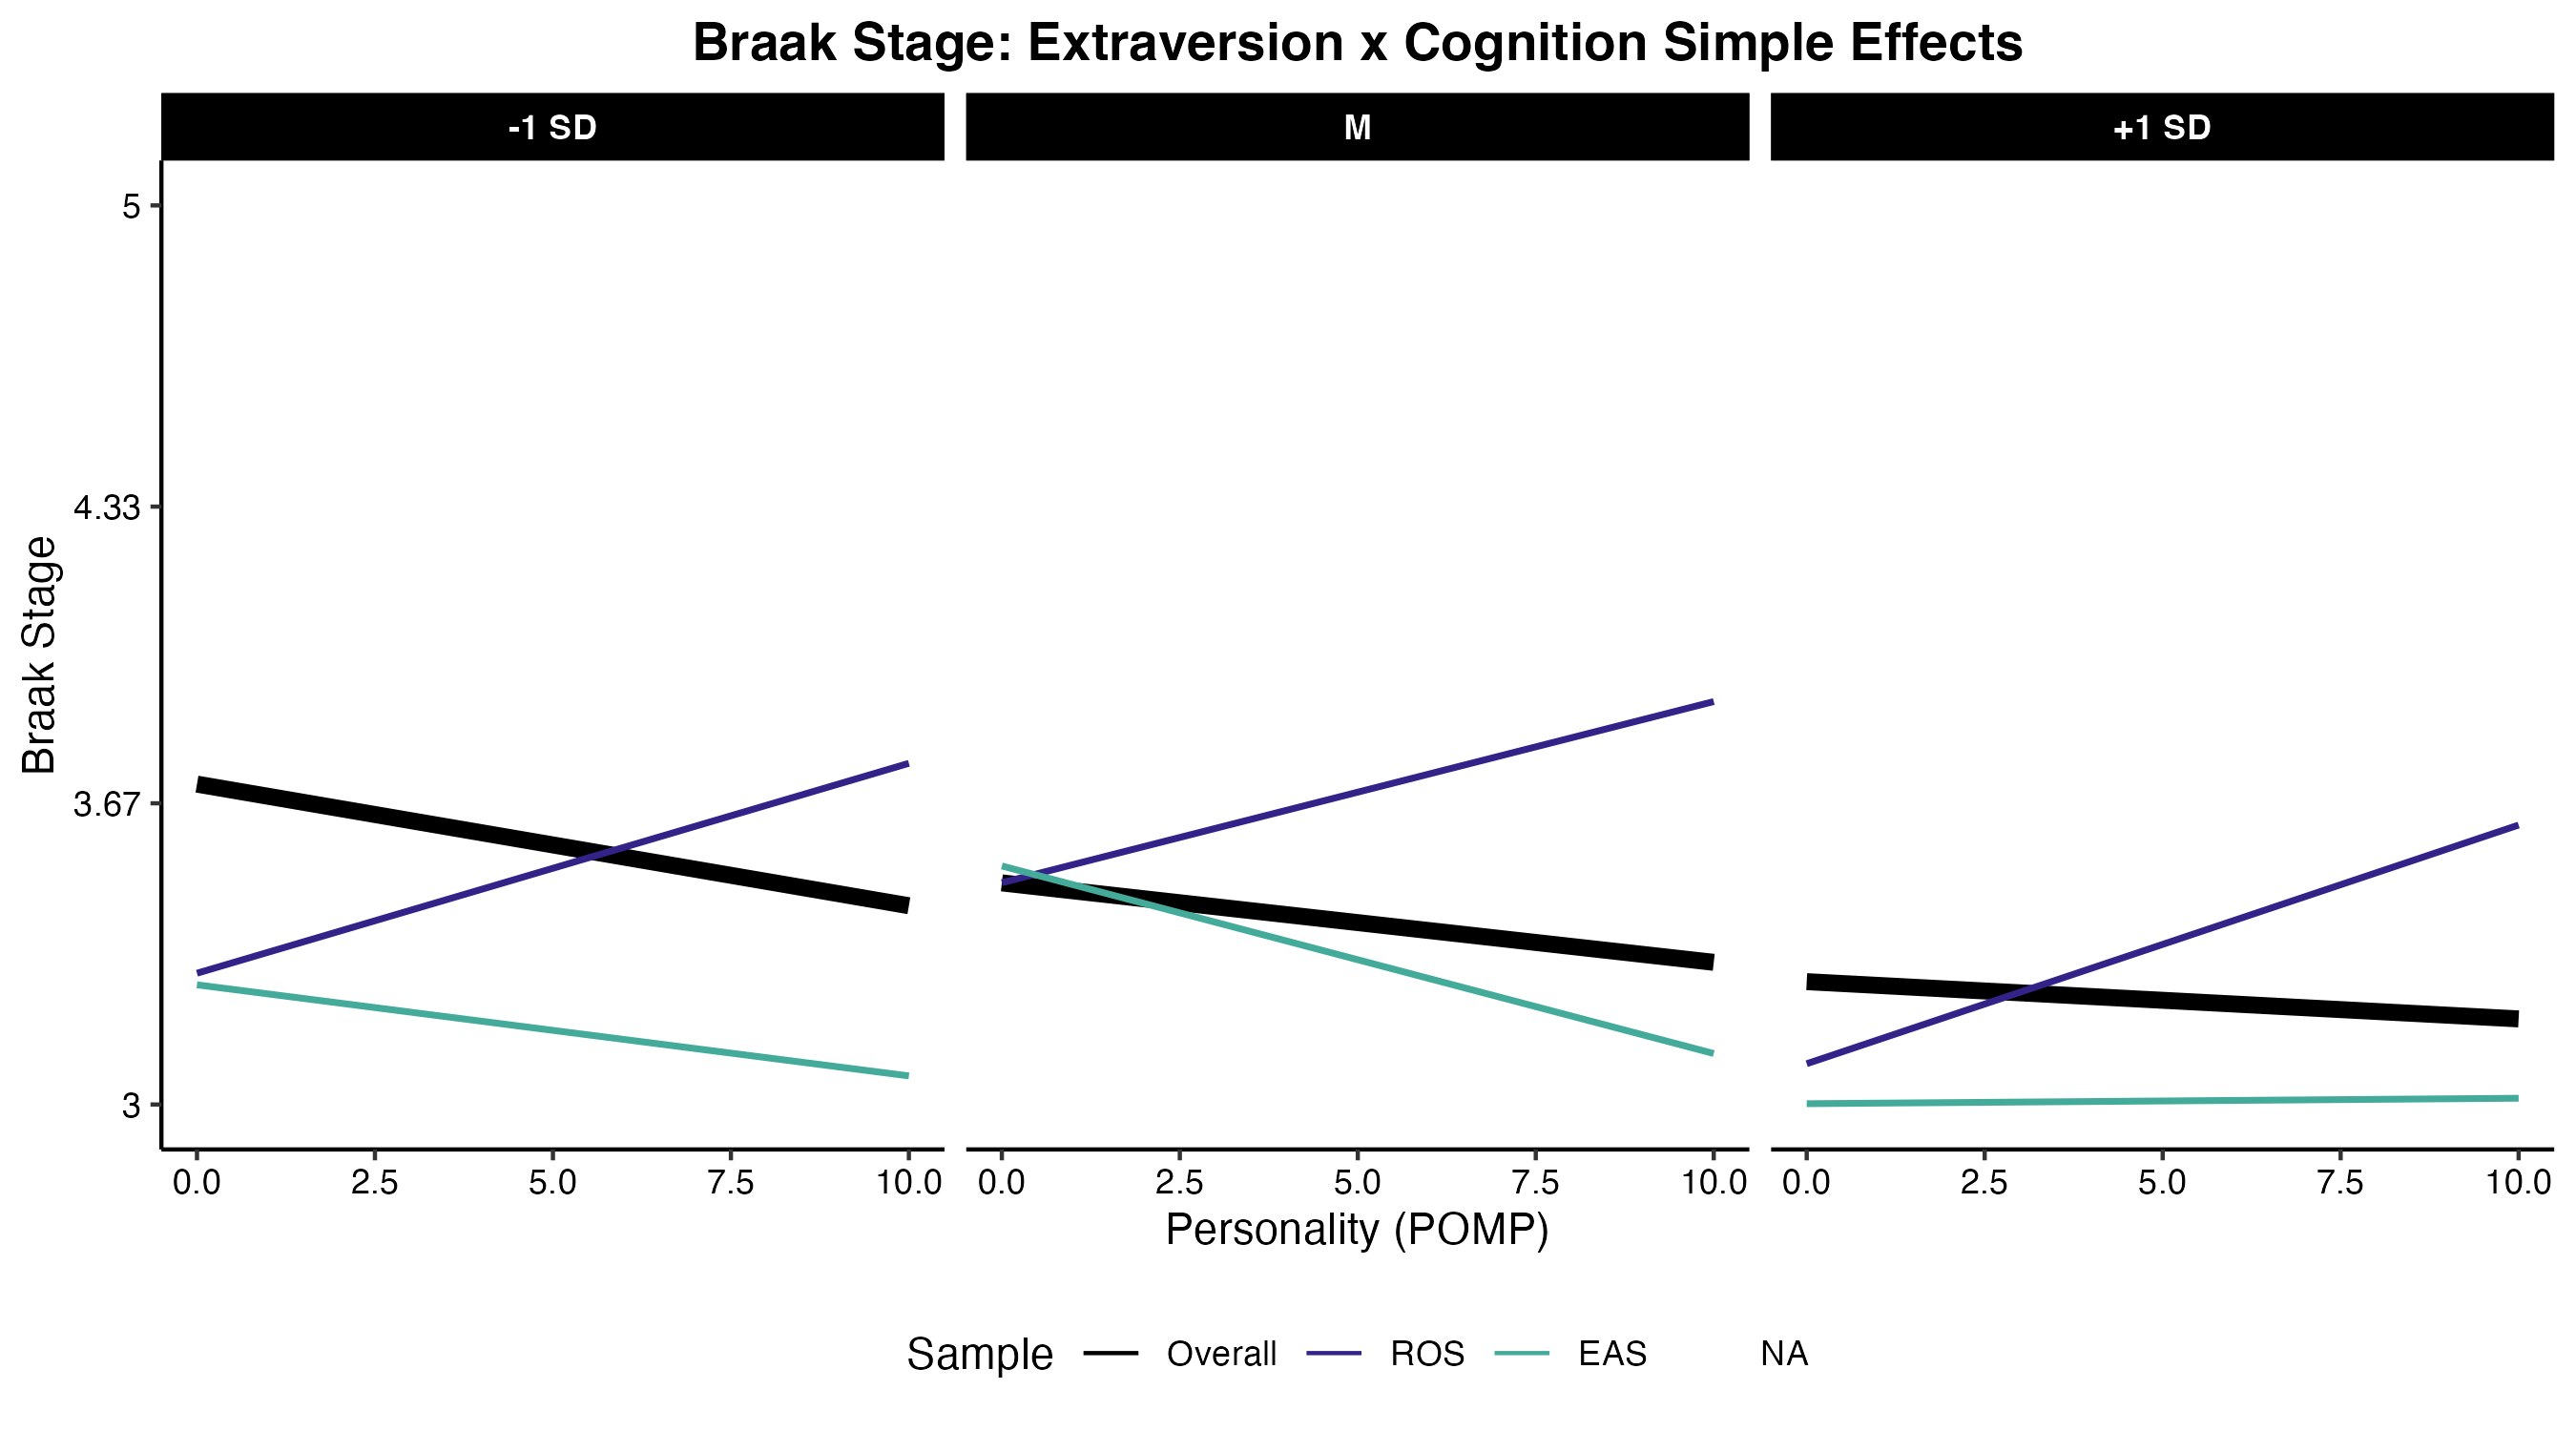 Braak Stage: Extraversion x Cognition Simple Effects
-1 SD M +1 SD
Braak Stage
5
4.33
3.67
3
0.0 2.5 5.0 7.5 10.0 0.0 2.5 5.0 7.5 10.0 0.0 2.5 5.0 7.5 10.0
Personality (POMP)
Sample Overall ROS EAS NA